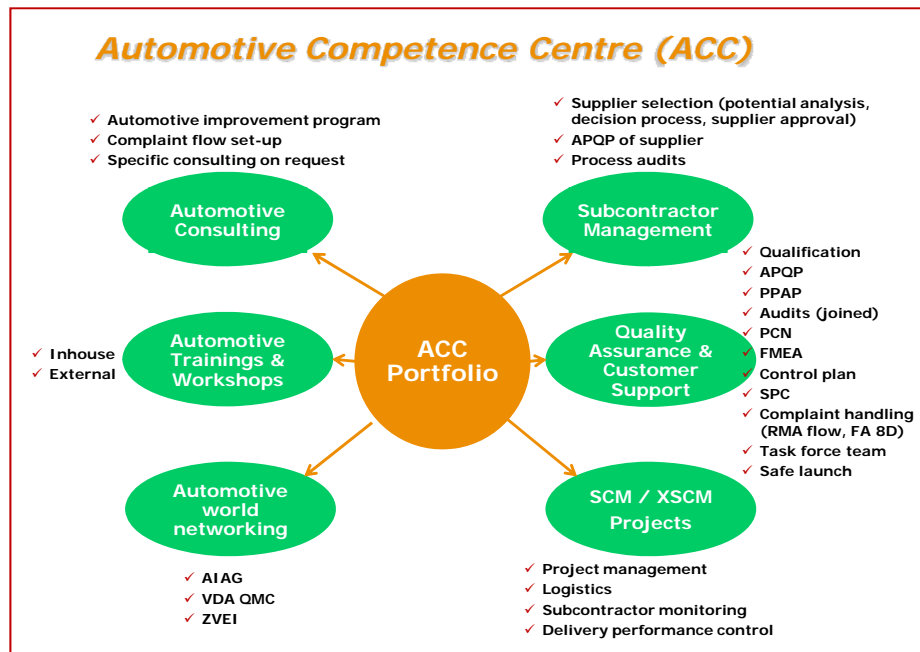 Automotive Competence Centre (ACC)
Automotive improvement program
Complaint flow set-up
Specific consulting on request
Supplier selection (potential analysis,
decision process, supplier approval)
APQP of supplier
Process audits
Automotive
Consulting
Subcontractor
Management
Inhouse
External
Automotive
Trainings &
Workshops
ACC
Portfolio
Quality
Assurance &
Customer
Support
Qualification
APQP
PPAP
Audits (joined)
PCN
FMEA
Control plan
SPC
Complaint handling
(RMA flow, FA 8D)
Task force team
Safe launch
Automotive
world
networking
SCM / XSCM
Projects
AIAG
VDA QMC
ZVEI
Project management
Logistics
Subcontractor monitoring
Delivery performance control